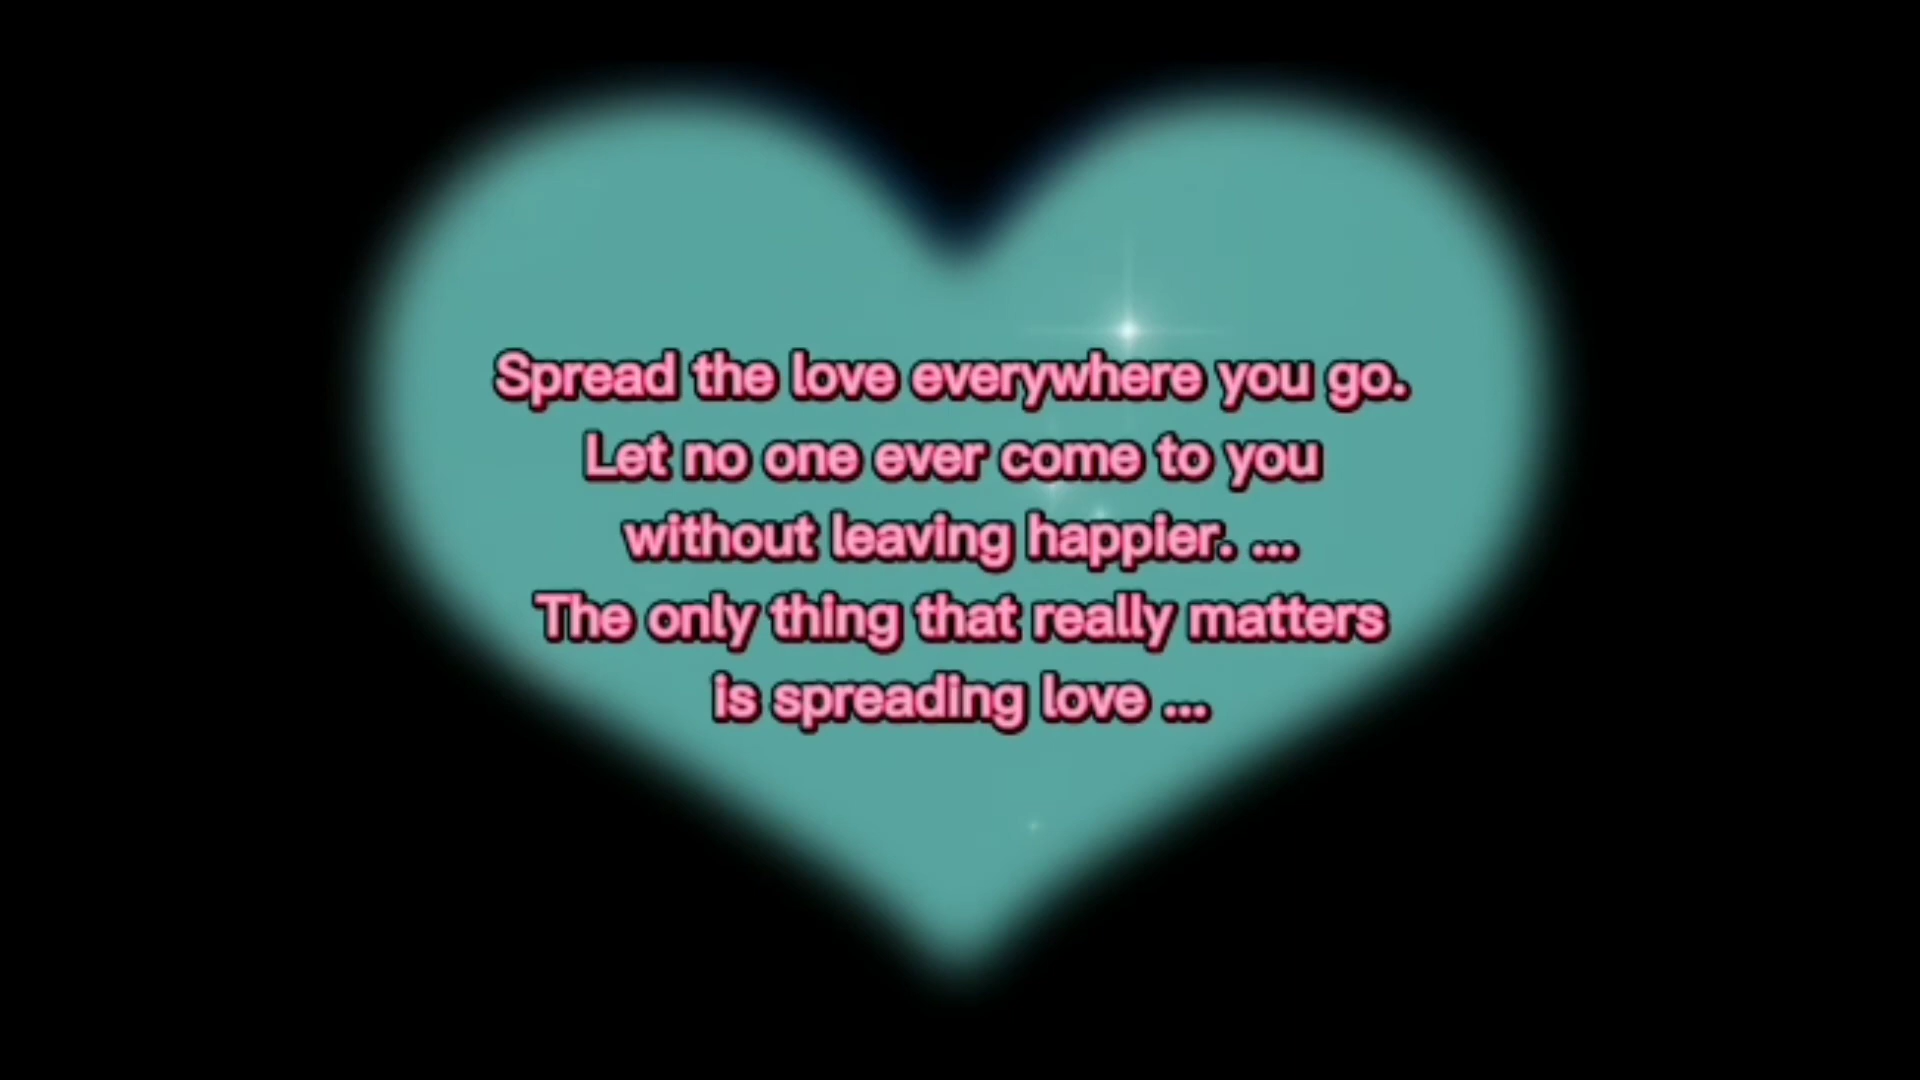 Spread the love everywhere you go.
Let no one ever come to you
without leaving happier. ...
The only thing that really matters
is spreading love ...